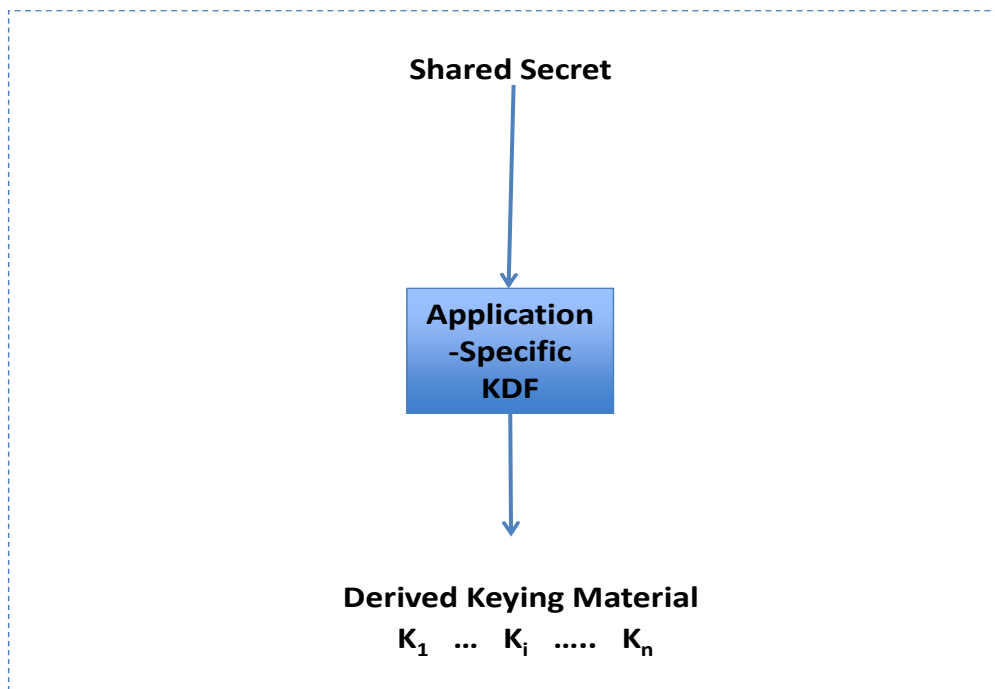 Shared Secret
Application
-Specific
KDF
Derived Keying Material
K₁ … Kᵢ ….. Kₙ